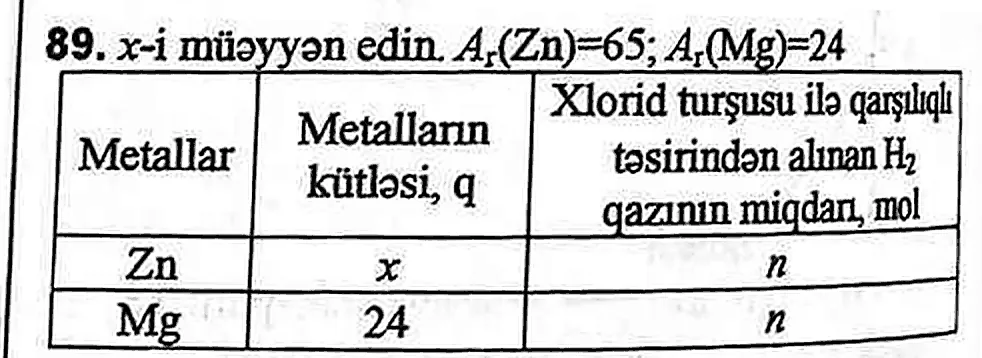 89. x-i müəyyən edin. Aᵣ(Zn)=65; Aᵣ(Mg)=24
Metallar
Metalların
kütləsi, q
Xlorid turşusu ilə qarşılıqlı
təsirindən alınan H₂
qazının miqdarı, mol
Zn x n
Mg 24 n